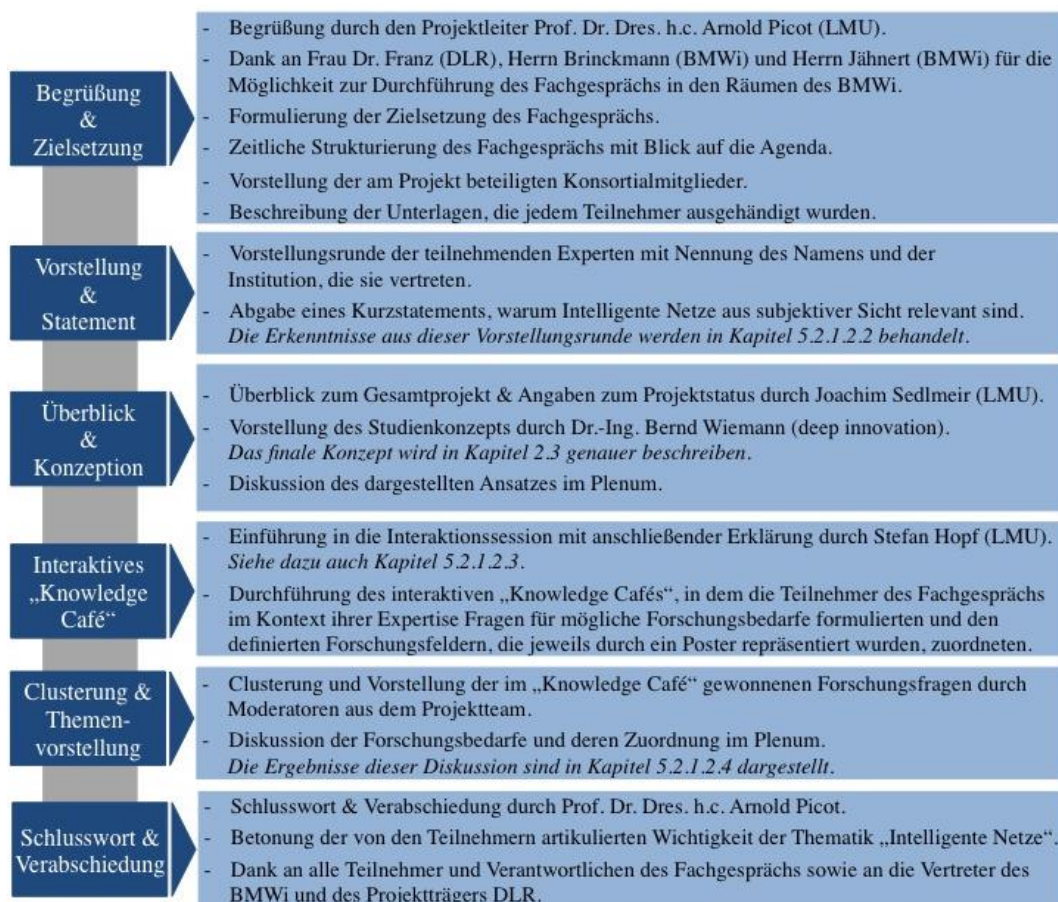 Begrüßung
&
Zielsetzung
- Begrüßung durch den Projektleiter Prof. Dr. Dres. h.c. Arnold Picot (LMU).
- Dank an Frau Dr. Franz (DLR), Herrn Brinckmann (BMWi) und Herrn Jähnert (BMWi) für die
Möglichkeit zur Durchführung des Fachgesprächs in den Räumen des BMWi.
- Formulierung der Zielsetzung des Fachgesprächs.
- Zeitliche Strukturierung des Fachgesprächs mit Blick auf die Agenda.
- Vorstellung der am Projekt beteiligten Konsortialmitglieder.
- Beschreibung der Unterlagen, die jedem Teilnehmer ausgehändigt wurden.
Vorstellung
&
Statement
- Vorstellungsrunde der teilnehmenden Experten mit Nennung des Namens und der
Institution, die sie vertreten.
- Abgabe eines Kurzstatements, warum Intelligente Netze aus subjektiver Sicht relevant sind.
Die Erkenntnisse aus dieser Vorstellungsrunde werden in Kapitel 5.2.1.2.2 behandelt.
Überblick
&
Konzeption
- Überblick zum Gesamtprojekt & Angaben zum Projektstatus durch Joachim Sedlmeir (LMU).
- Vorstellung des Studienkonzepts durch Dr.-Ing. Bernd Wiemann (deep innovation).
Das finale Konzept wird in Kapitel 2.3 genauer beschreiben.
- Diskussion des dargestellten Ansatzes im Plenum.
Interaktives
„Knowledge
Café“
- Einführung in die Interaktionssession mit anschließender Erklärung durch Stefan Hopf (LMU).
Siehe dazu auch Kapitel 5.2.1.2.3.
- Durchführung des interaktiven „Knowledge Cafés“, in dem die Teilnehmer des Fachgesprächs
im Kontext ihrer Expertise Fragen für mögliche Forschungsbedarfe formulierten und den
definierten Forschungsfeldern, die jeweils durch ein Poster repräsentiert wurden, zuordneten.
Clusterung &
Themen-
vorstellung
- Clusterung und Vorstellung der im „Knowledge Café“ gewonnenen Forschungsfragen durch
Moderatoren aus dem Projektteam.
- Diskussion der Forschungsbedarfe und deren Zuordnung im Plenum.
Die Ergebnisse dieser Diskussion sind in Kapitel 5.2.1.2.4 dargestellt.
Schlusswort &
Verabschiedung
- Schlusswort & Verabschiedung durch Prof. Dr. Dres. h.c. Arnold Picot.
- Betonung der von den Teilnehmern artikulierten Wichtigkeit der Thematik „Intelligente Netze“.
- Dank an alle Teilnehmer und Verantwortlichen des Fachgesprächs sowie an die Vertreter des
BMWi und des Projektträgers DLR.